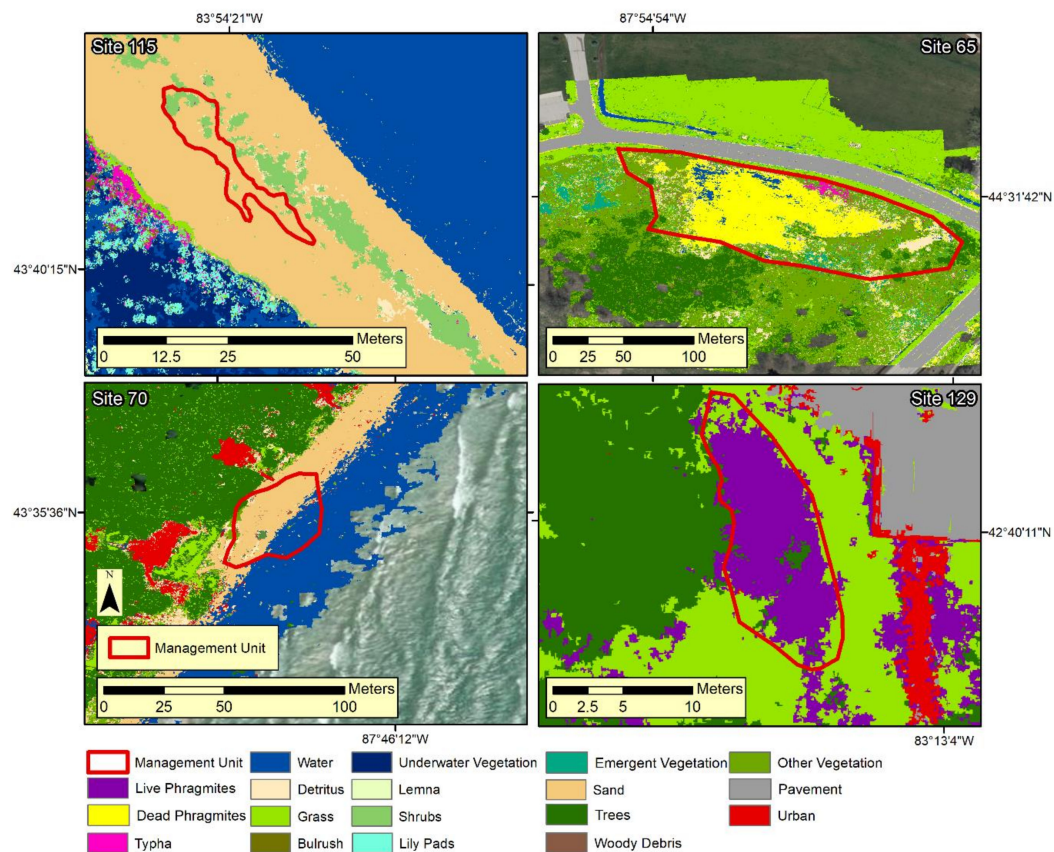 83°54'21"W
87°54'54"W
Site 115
Site 65
44°31'42"N
43°40'15"N
Meters
0 12.5 25 50
Meters
0 25 50 100
Site 70
Site 129
43°35'36"N
42°40'11"N
N
Management Unit
Meters
0 25 50 100
Meters
0 2.5 5 10
87°46'12"W
83°13'4"W
Management Unit Water Underwater Vegetation Emergent Vegetation Other Vegetation
Live Phragmites Detritus Lemna Sand Pavement
Dead Phragmites Grass Shrubs Trees Urban
Typha Bulrush Lily Pads Woody Debris